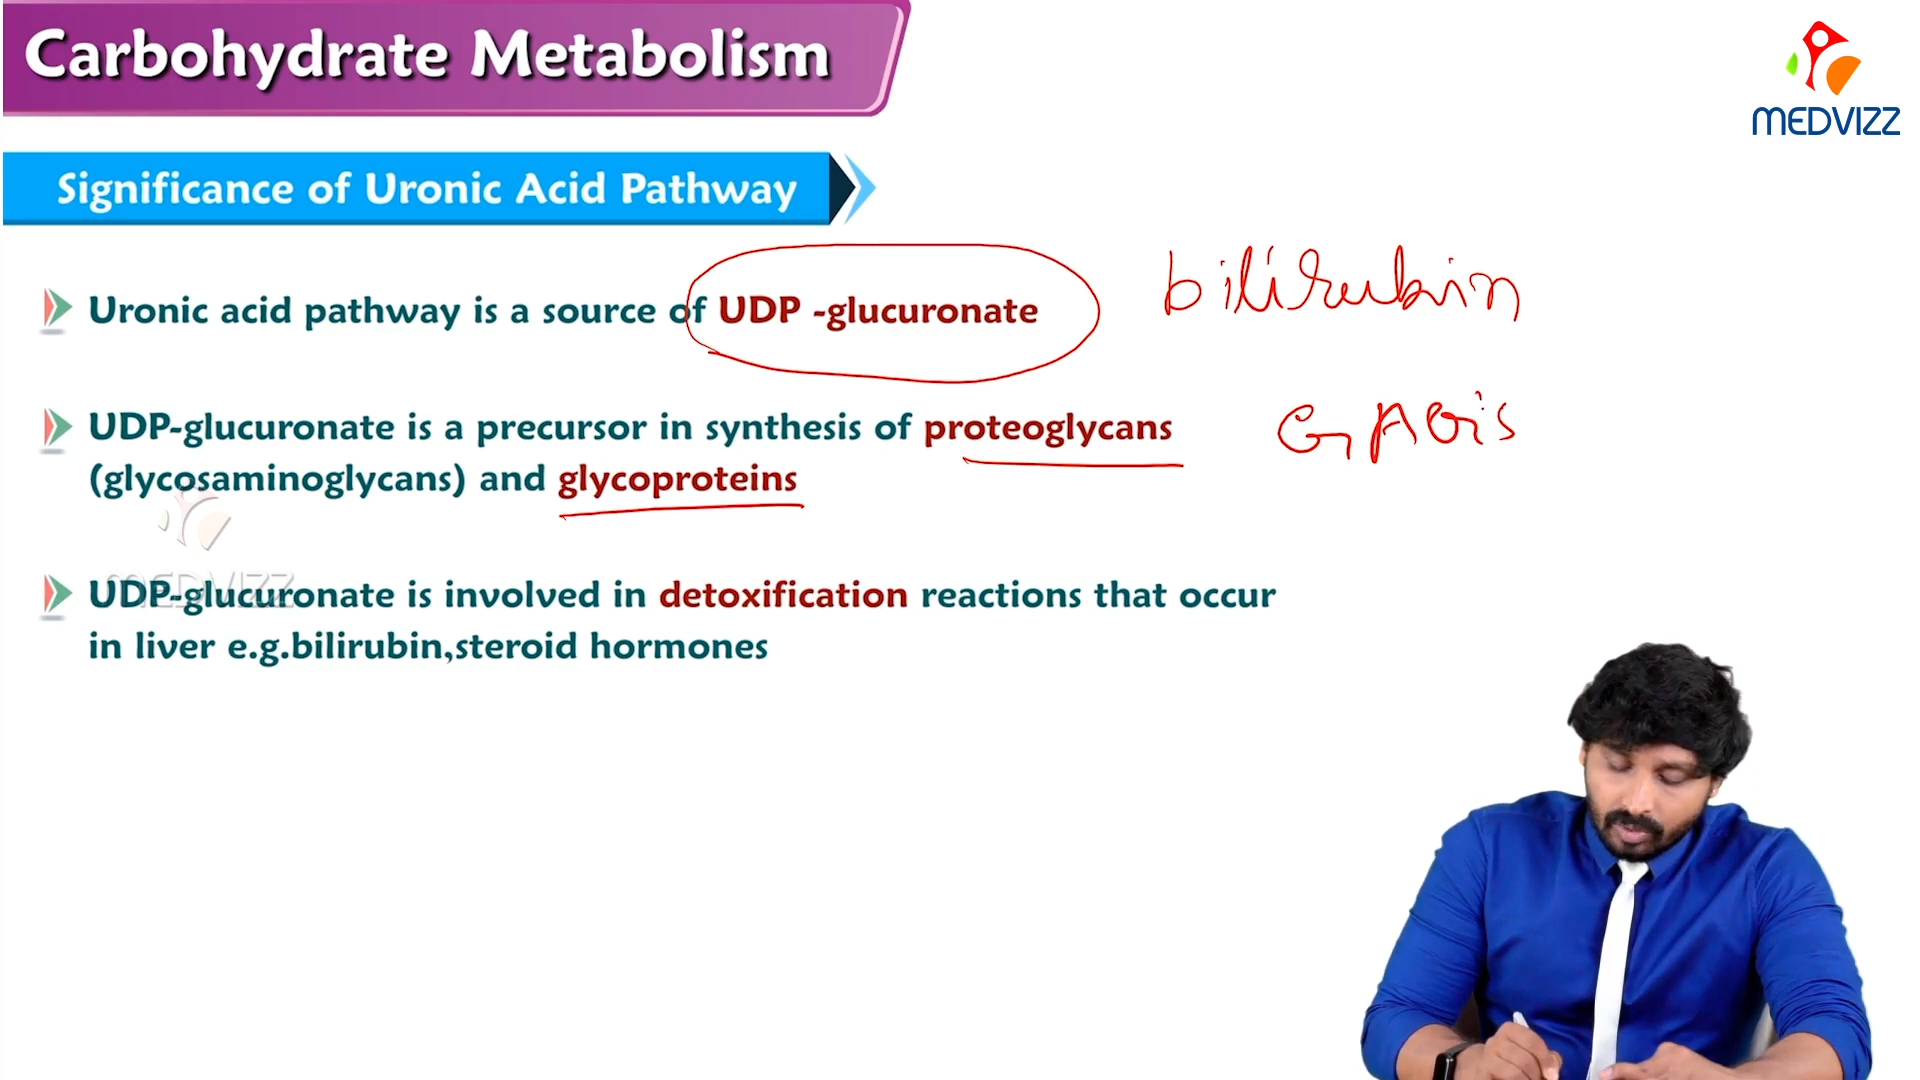 Carbohydrate Metabolism
MEDVIZZ
Significance of Uronic Acid Pathway
Uronic acid pathway is a source of UDP -glucuronate
bilirubin
UDP-glucuronate is a precursor in synthesis of proteoglycans
GAGis
(glycosaminoglycans) and glycoproteins
MEDVIZZ
UDP-glucuronate is involved in detoxification reactions that occur
in liver e.g.bilirubin,steroid hormones